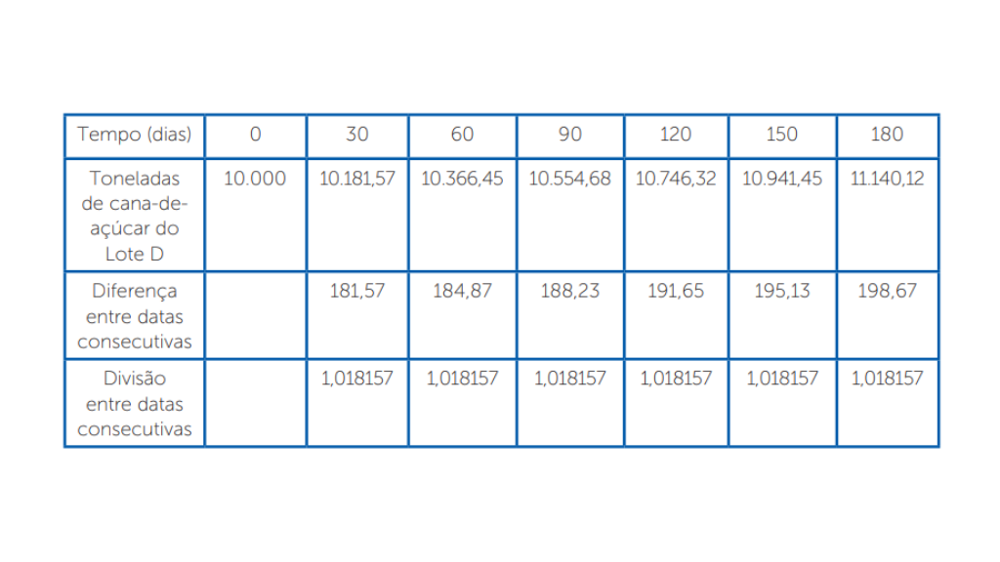 Tempo (dias) 0 30 60 90 120 150 180
Toneladas 10.000 10.181,57 10.366,45 10.554,68 10.746,32 10.941,45 11.140,12
de cana-de-
açúcar do
Lote D
Diferença 181,57 184,87 188,23 191,65 195,13 198,67
entre datas
consecutivas
Divisão 1,018157 1,018157 1,018157 1,018157 1,018157 1,018157
entre datas
consecutivas